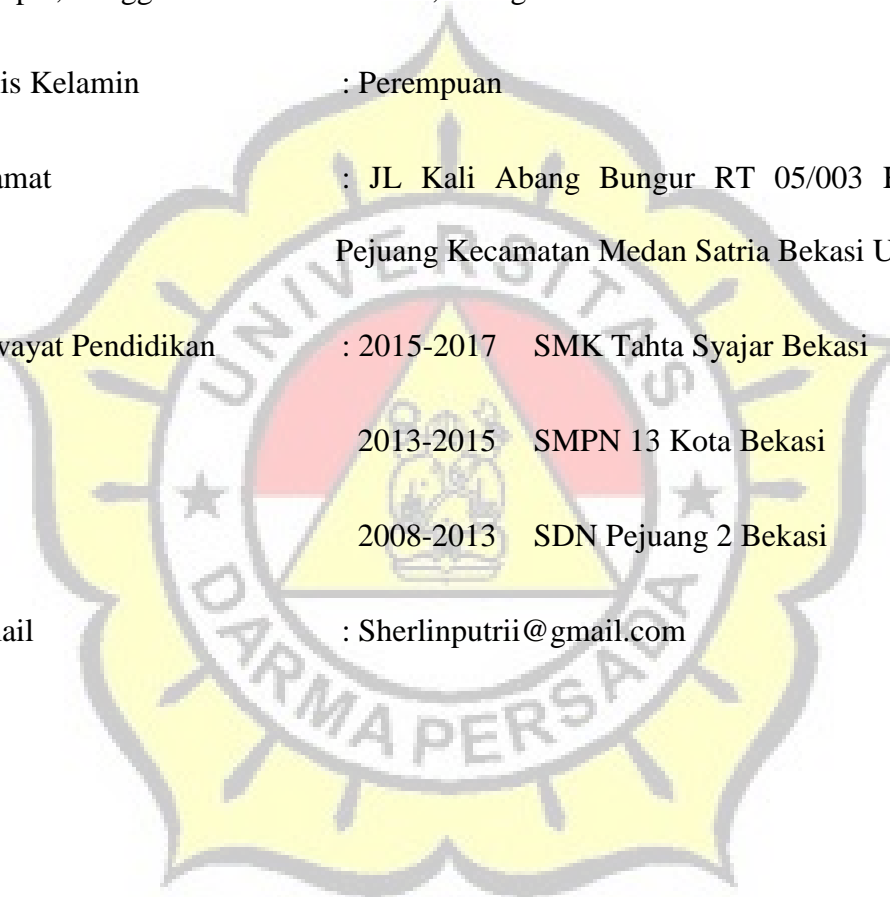 is Kelamin : Perempuan
amat : JL Kali Abang Bungur RT 05/003
Pejuang Kecamatan Medan Satria Bekasi
wayat Pendidikan : 2015-2017 SMK Tahta Syajar Bekasi
2013-2015 SMPN 13 Kota Bekasi
2008-2013 SDN Pejuang 2 Bekasi
ail : Sherlinputrii@gmail.com
UNIVERSITAS
DARMA PERSADA